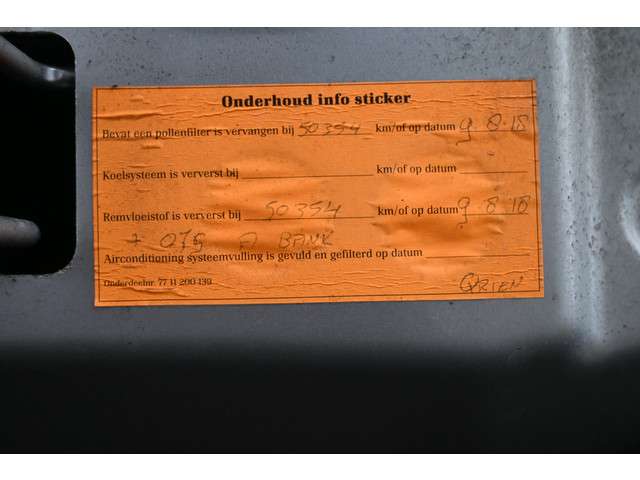 Onderhoud info sticker
Bevat een pollenfilter is vervangen bij 50354 km/of op datum 9.8.18
Koelsysteem is ververst bij km/of op datum
Remvloeistof is ververst bij 50354 km/of op datum 9 8.18
+ A BANK
Airconditioning systeemvulling is gevuld en gefilterd op datum
Onderdeelnr. 77 11 200 139